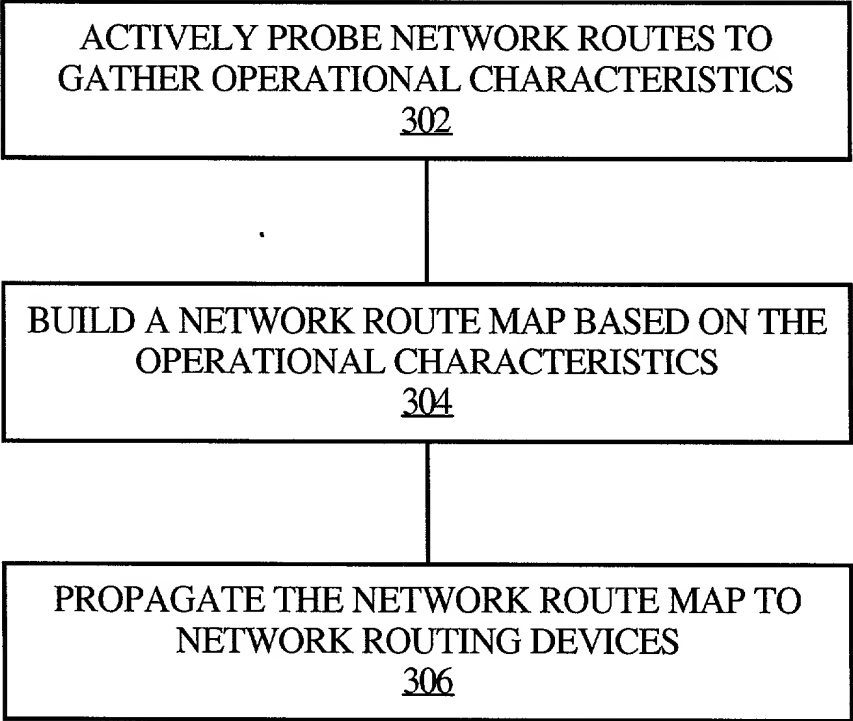 ACTIVELY PROBE NETWORK ROUTES TO
GATHER OPERATIONAL CHARACTERISTICS
302
BUILD A NETWORK ROUTE MAP BASED ON THE
OPERATIONAL CHARACTERISTICS
304
PROPAGATE THE NETWORK ROUTE MAP TO
NETWORK ROUTING DEVICES
306